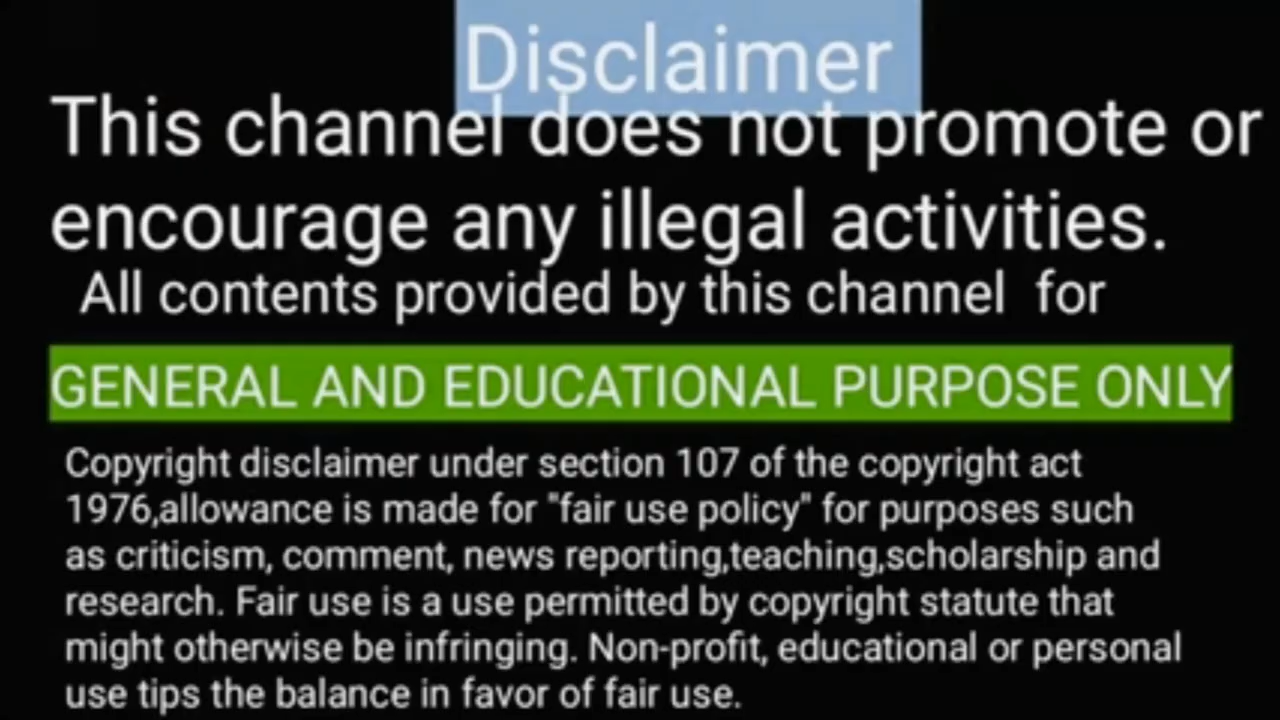 Disclaimer
This channel does not promote or
encourage any illegal activities.
All contents provided by this channel for
GENERAL AND EDUCATIONAL PURPOSE ONLY
Copyright disclaimer under section 107 of the copyright act
1976,allowance is made for "fair use policy" for purposes such
as criticism, comment, news reporting,teaching,scholarship and
research. Fair use is a use permitted by copyright statute that
might otherwise be infringing. Non-profit, educational or personal
use tips the balance in favor of fair use.